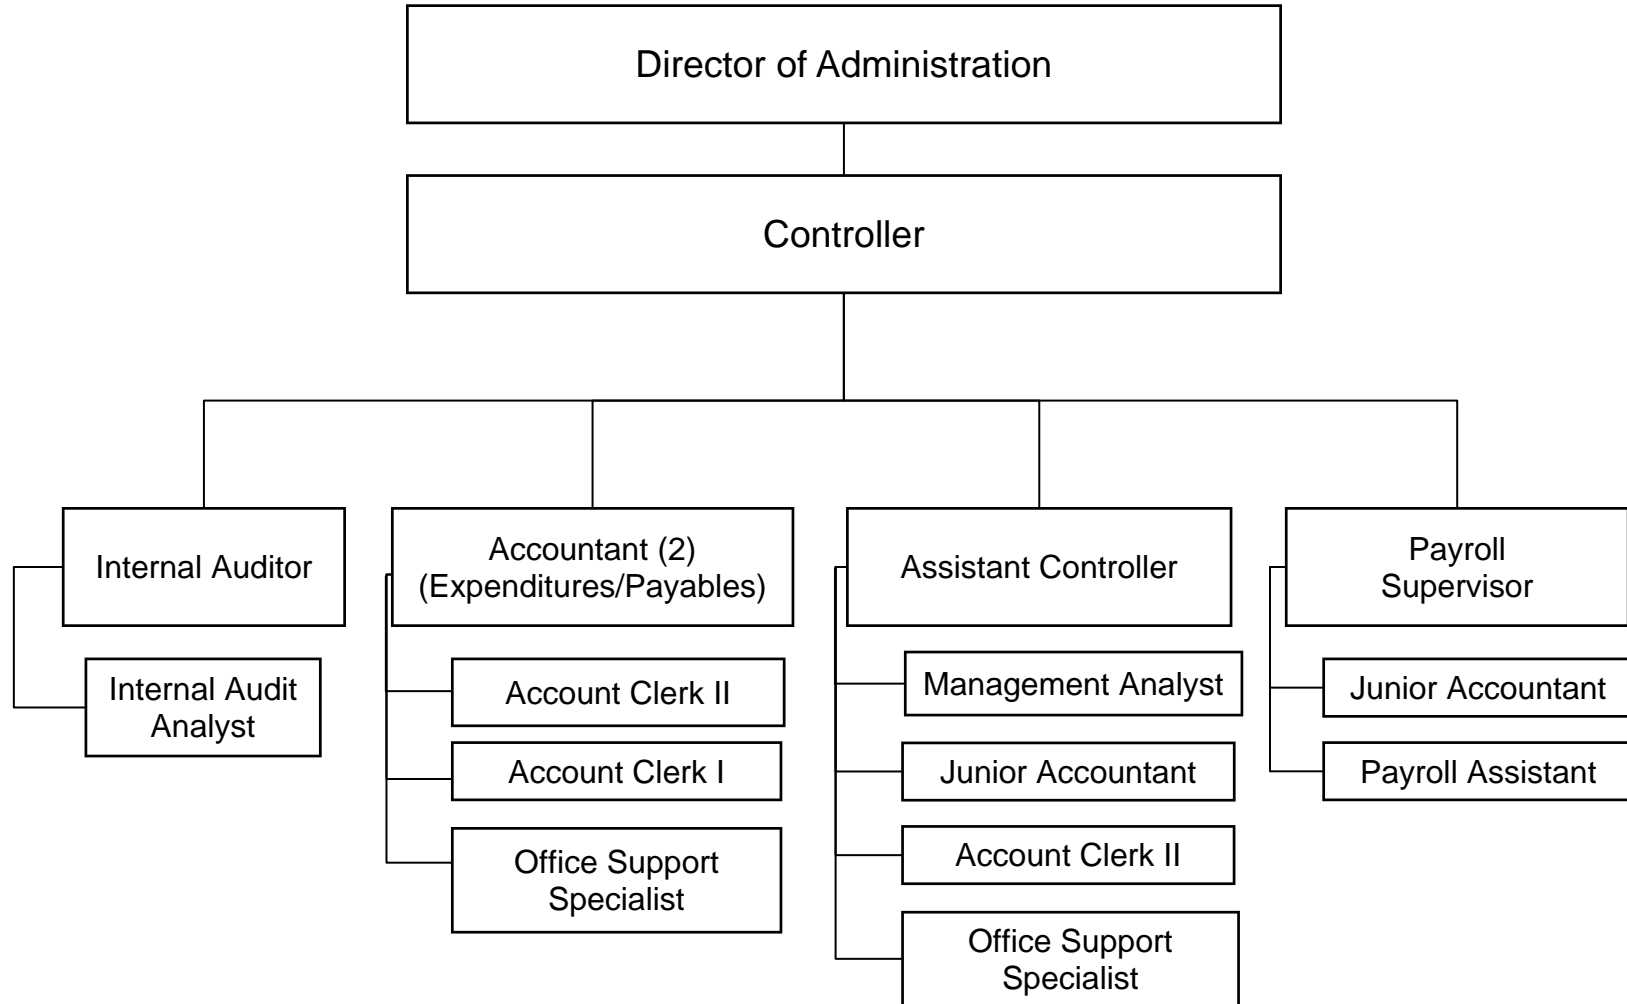 Director of Administration
Controller
Internal Auditor
Internal Audit
Analyst
Accountant (2)
(Expenditures/Payables)
Account Clerk II
Account Clerk I
Office Support
Specialist
Assistant Controller
Management Analyst
Junior Accountant
Account Clerk II
Office Support
Specialist
Payroll
Supervisor
Junior Accountant
Payroll Assistant